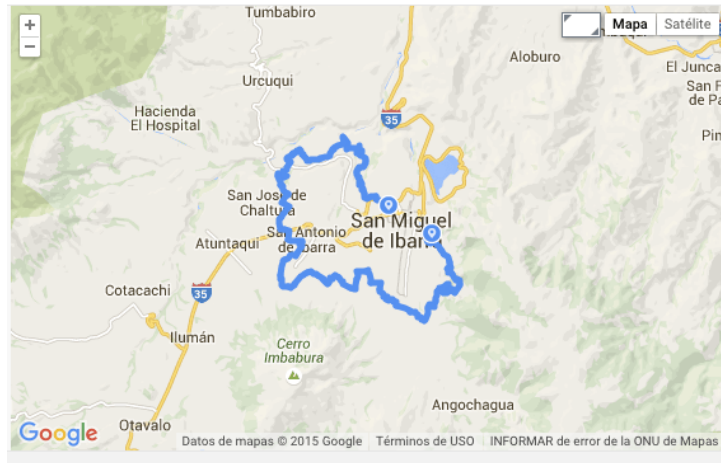 Tumbabiro
+
−
Mapa
Satélite
Aloburo
El Junca
San F
de Pa
Urcuqui
Hacienda
El Hospital
35
Pin
San José de
Chaltura
San Miguel
de Ibarra
San Antonio
de Ibarra
Atuntaqui
Cotacachi
35
Ilumán
Cerro
Imbabura
Angochagua
Otavalo
Google
Datos de mapas © 2015 Google
Términos de USO
INFORMAR de error de la ONU de Mapas